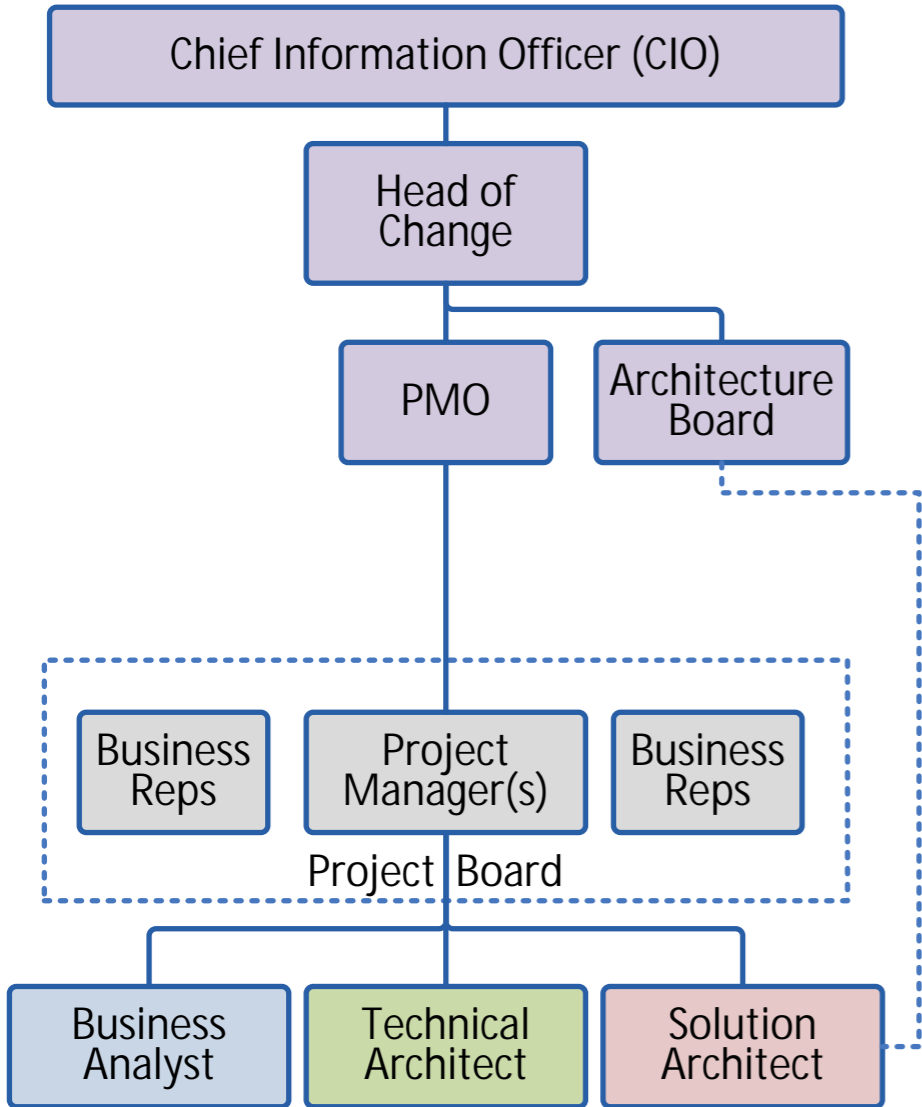 Chief Information Officer (CIO)
Head of
Change
PMO
Architecture
Board
Business
Reps
Project
Manager(s)
Business
Reps
Project Board
Business
Analyst
Technical
Architect
Solution
Architect